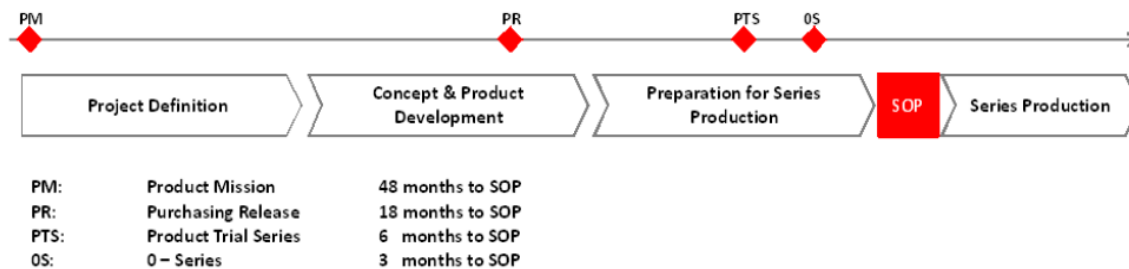 PM PR PTS 0S
Project Definition
Concept & Product
Development
Preparation for Series
Production
SOP
Series Production
PM: Product Mission 48 months to SOP
PR: Purchasing Release 18 months to SOP
PTS: Product Trial Series 6 months to SOP
0S: 0 – Series 3 months to SOP